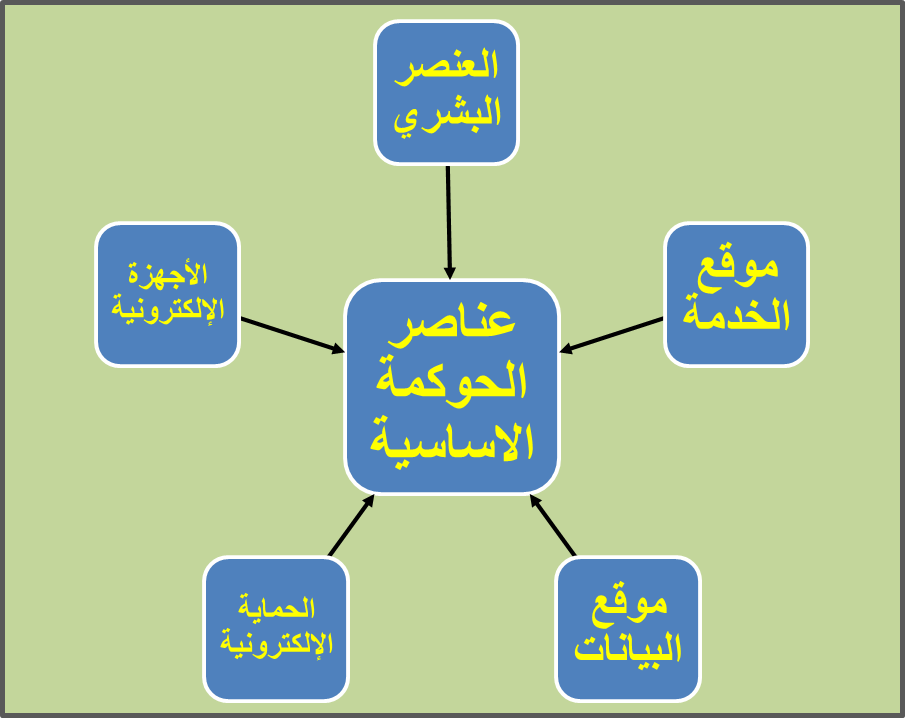 العنصر
البشري
موقع
الخدمة
الأجهزة
الإلكترونية
عناصر
الحوكمة
الاساسية
موقع
البيانات
الحماية
الإلكترونية